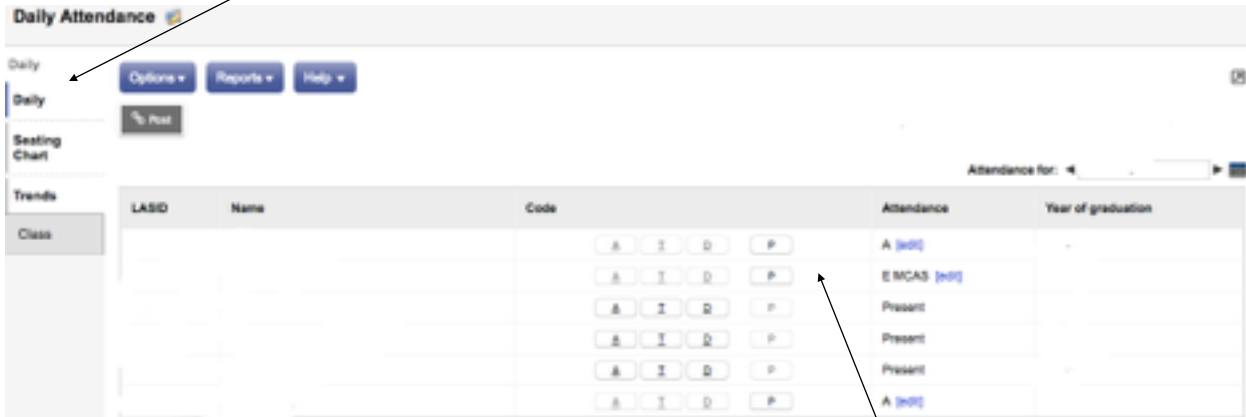 Daily Attendance
Daily
Options Reports Help
Daily
Post
Seating
Chart
Attendance for:
Trends
LASID Name Code Attendance Year of graduation
Class
A T D P A [edit]
A T D P E MCAS [edit]
A T D P Present
A T D P Present
A T D P Present
A T D P A [edit]